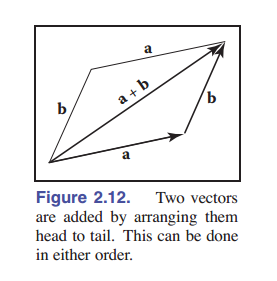 a
a + b
b
b
a
Figure 2.12. Two vectors
are added by arranging them
head to tail. This can be done
in either order.